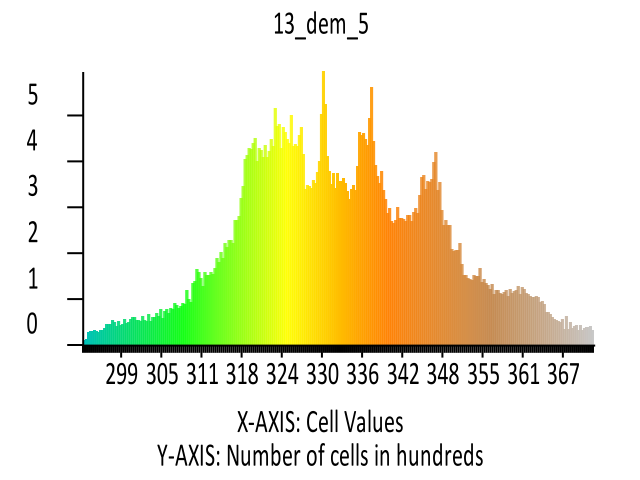 13_dem_5
5
4
3
2
1
0
299 305 311 318 324 330 336 342 348 355 361 367
X-AXIS: Cell Values
Y-AXIS: Number of cells in hundreds